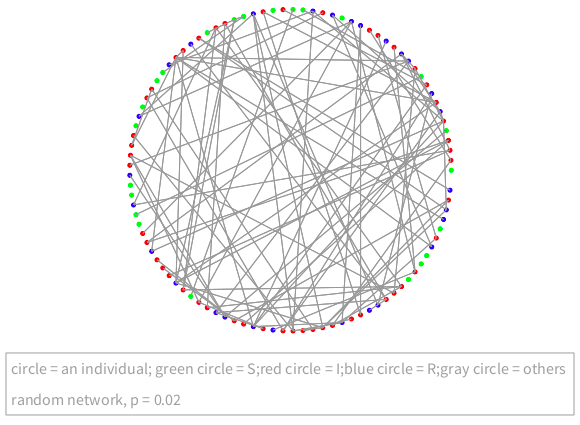 circle = an individual; green circle = S;red circle = I;blue circle = R;gray circle = others
random network, p = 0.02